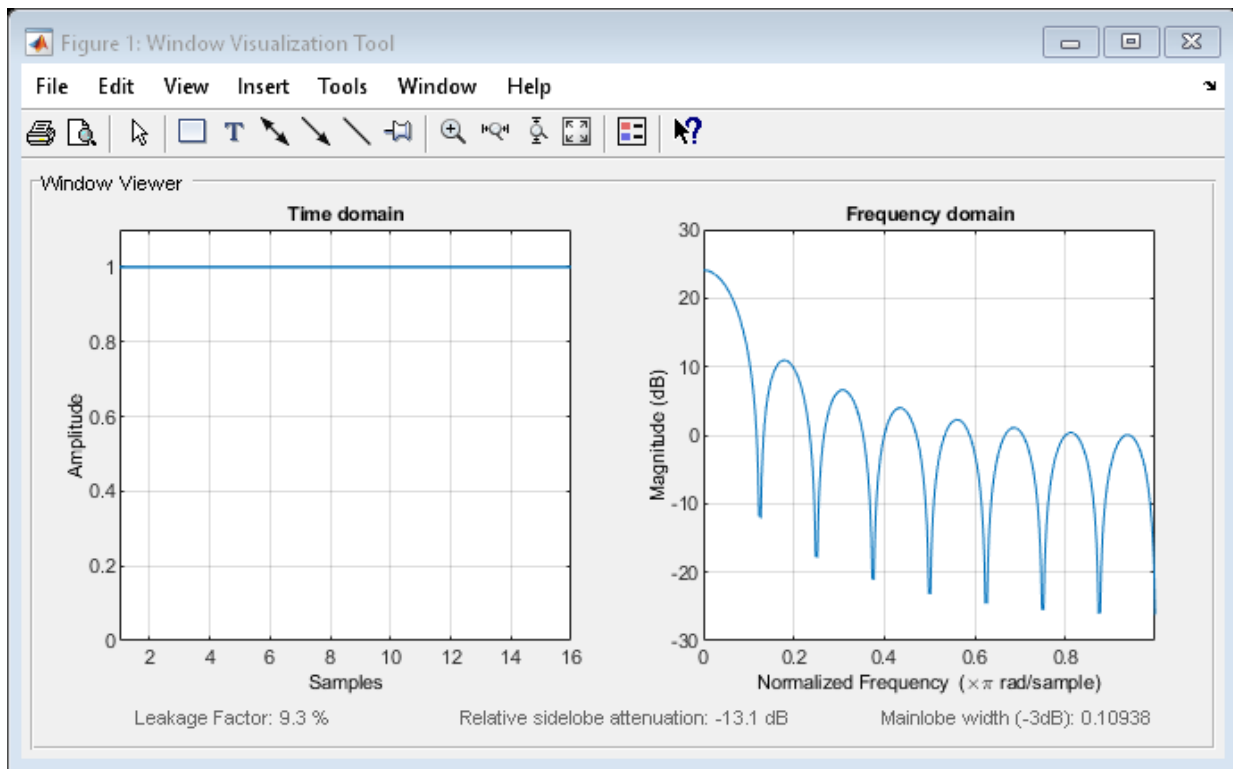 Figure 1: Window Visualization Tool
File Edit View Insert Tools Window Help
T
?
Window Viewer
Time domain
1
0.8
0.6
0.4
0.2
0
Amplitude
2 4 6 8 10 12 14 16
Samples
Frequency domain
30
20
10
0
-10
-20
-30
Magnitude (dB)
0 0.2 0.4 0.6 0.8
Normalized Frequency (×π rad/sample)
Leakage Factor: 9.3 % Relative sidelobe attenuation: -13.1 dB Mainlobe width (-3dB): 0.10938